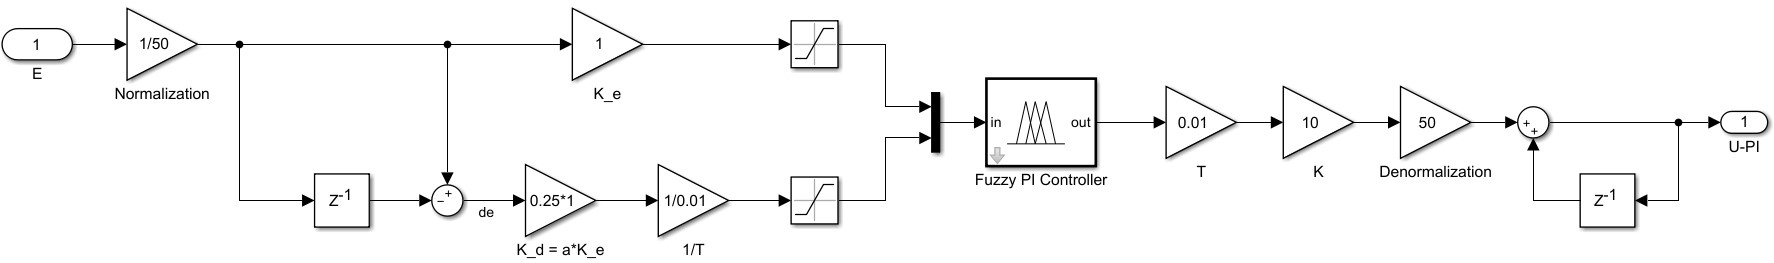 1
E
1/50
Normalization
1
K_e
Z-1
+
−
de
0.25*1
K_d = a*K_e
1/0.01
1/T
in
out
Fuzzy PI Controller
0.01
T
10
K
50
Denormalization
+
+
Z-1
1
U-PI